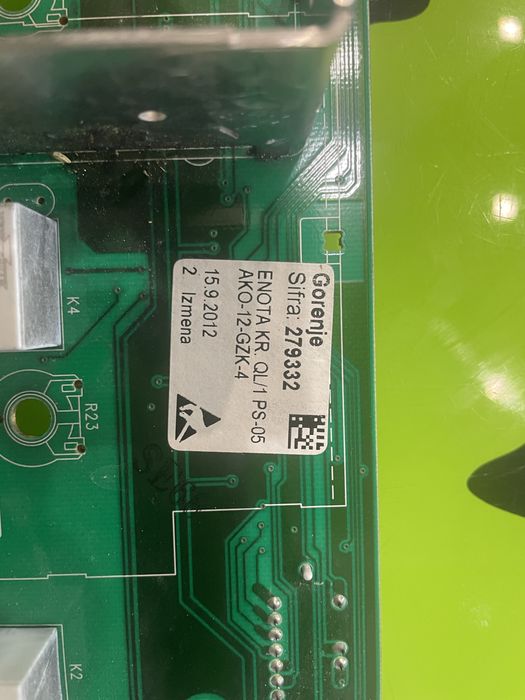 Gorenje
Sifra: 279332
ENOTA KR. QL/1 PS-05
AKO-12-GZK-4
15.9.2012
2 Izmena
K4
R23
K2